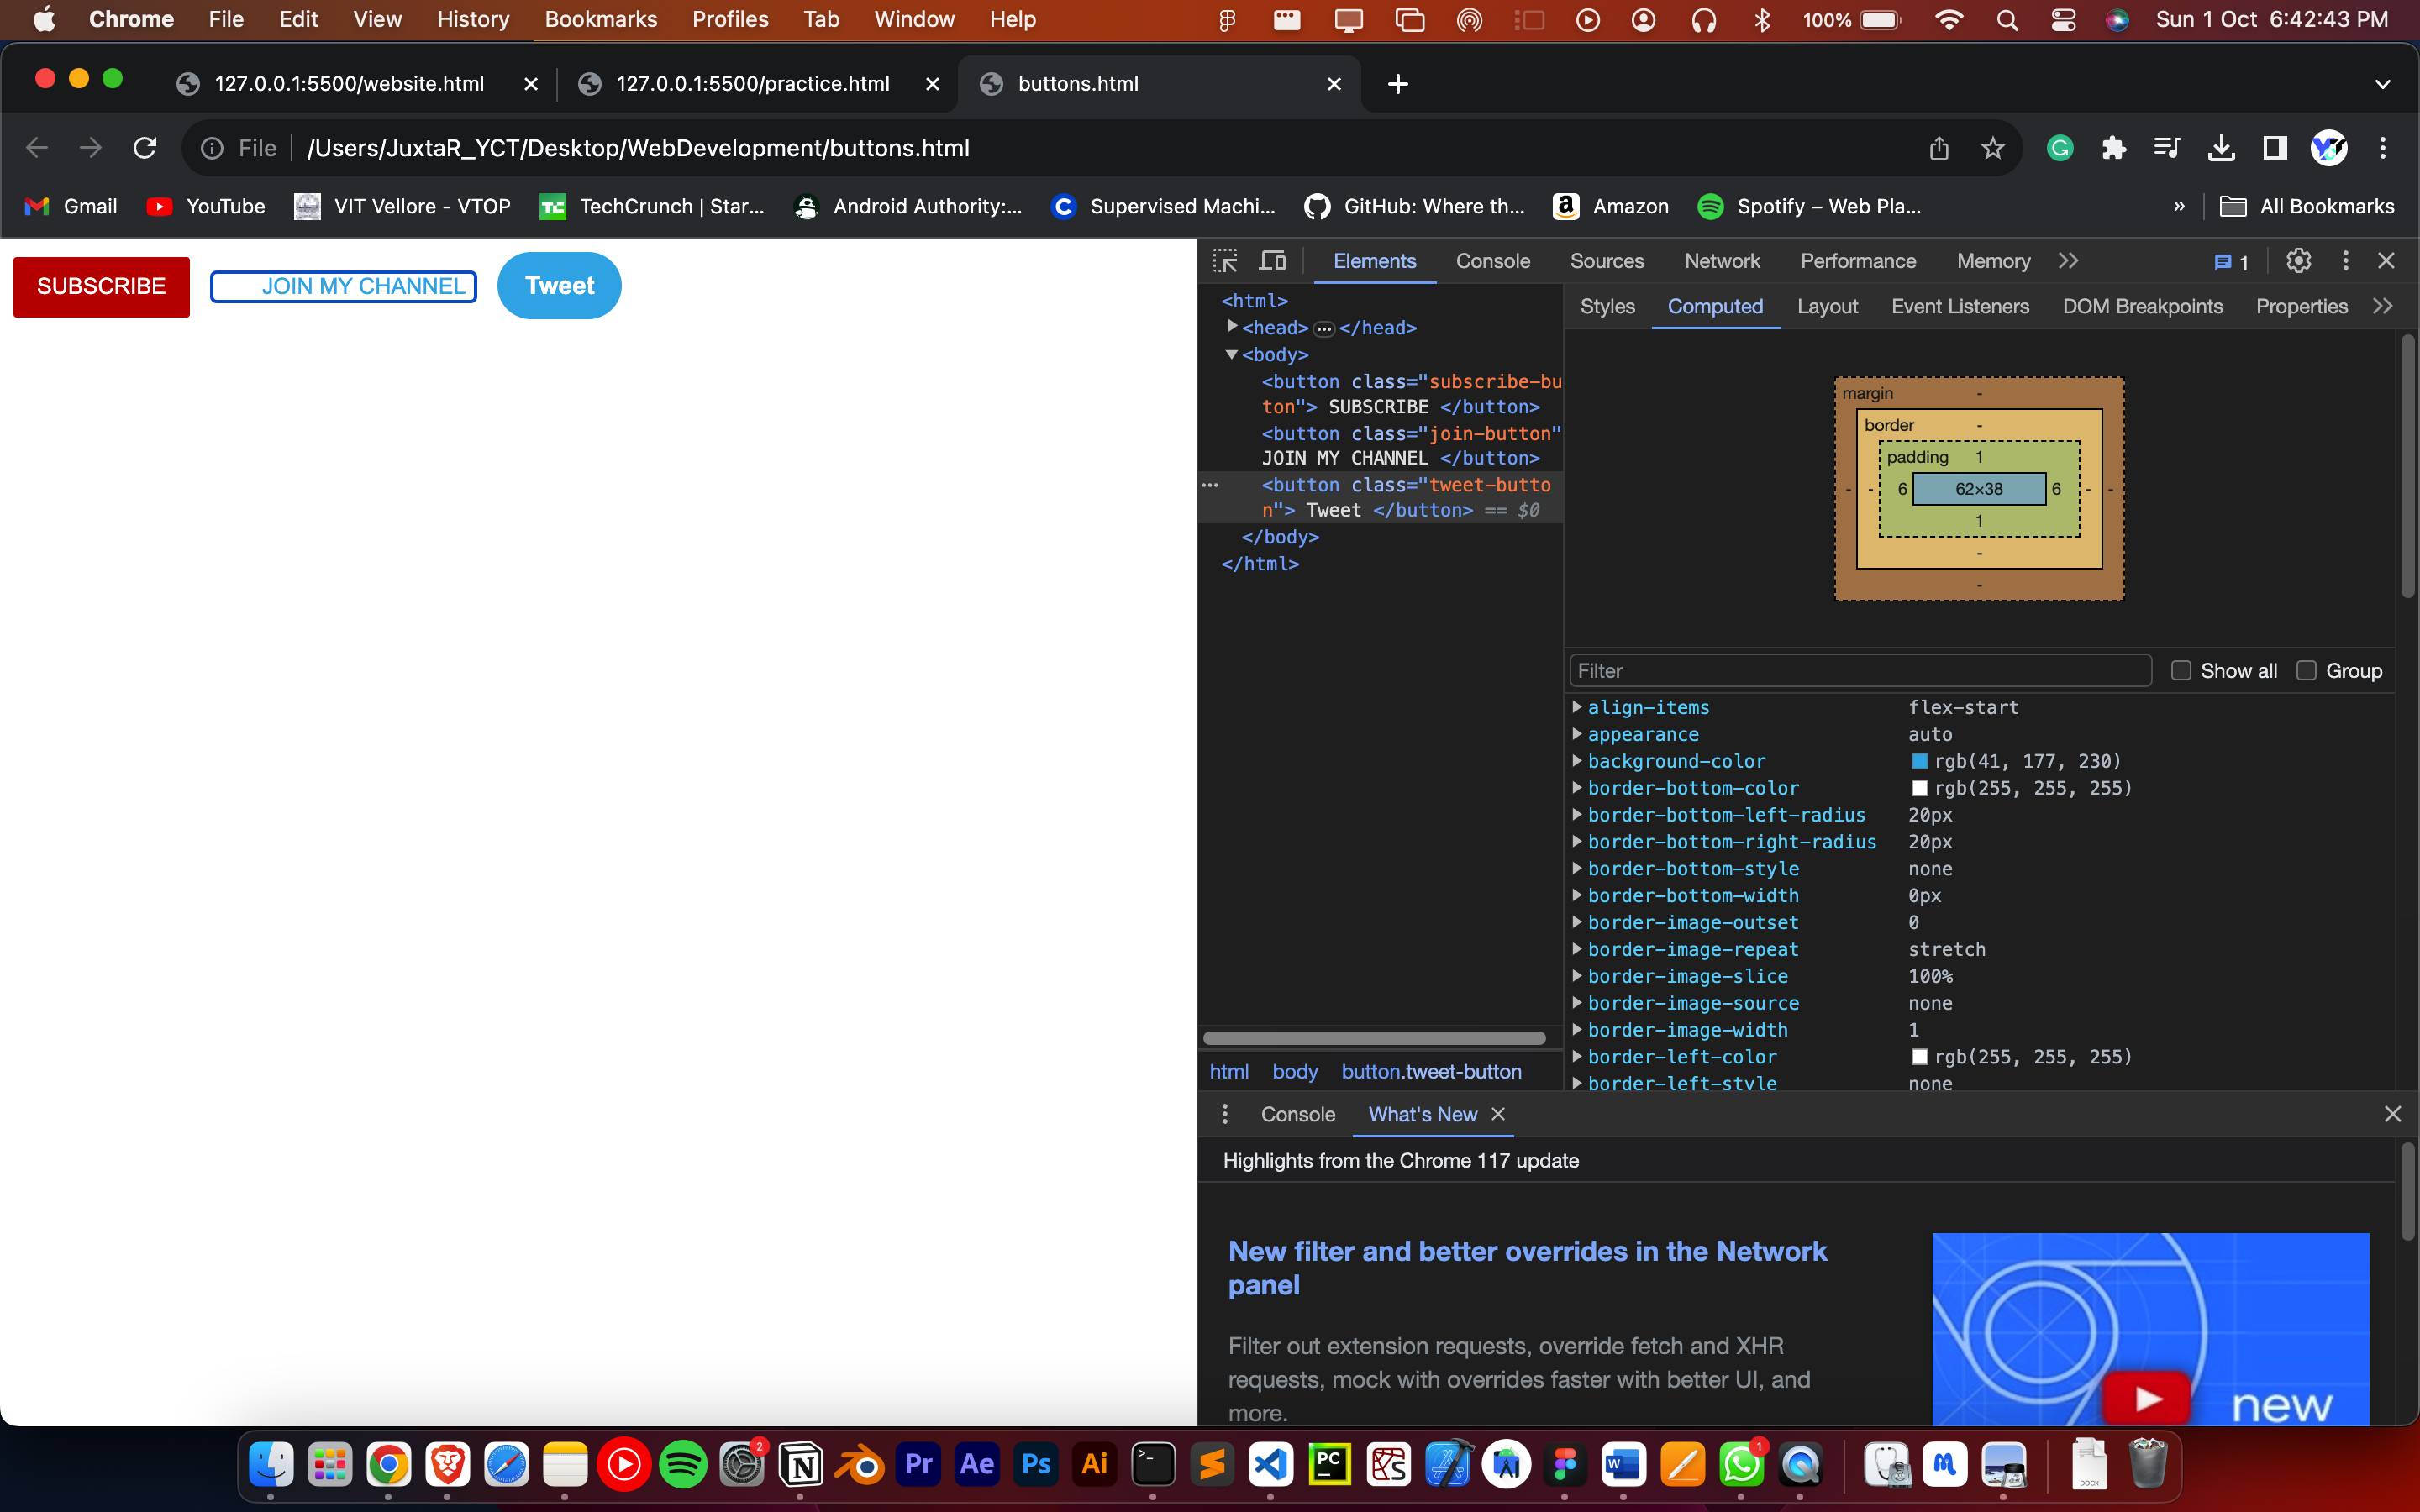 Chrome File Edit View History Bookmarks Profiles Tab Window Help 100% Sun 1 Oct 6:42:43 PM
127.0.0.1:5500/website.html 127.0.0.1:5500/practice.html buttons.html
File /Users/JuxtaR_YCT/Desktop/WebDevelopment/buttons.html
Gmail YouTube VIT Vellore - VTOP TC TechCrunch | Star... Android Authority:... Supervised Machi... GitHub: Where th... Amazon Spotify – Web Pla... » All Bookmarks
SUBSCRIBE JOIN MY CHANNEL Tweet
Elements Console Sources Network Performance Memory 1
Styles Computed Layout Event Listeners DOM Breakpoints Properties
<html>
<head> ... </head>
<body>
<button class="subscribe-bu
ton"> SUBSCRIBE </button>
<button class="join-button"
JOIN MY CHANNEL </button>
<button class="tweet-butto
n"> Tweet </button> == $0
</body>
</html>
margin -
border -
padding 1
- - 6 62×38 6 - -
1
-
-
Filter Show all Group
align-items flex-start
appearance auto
background-color rgb(41, 177, 230)
border-bottom-color rgb(255, 255, 255)
border-bottom-left-radius 20px
border-bottom-right-radius 20px
border-bottom-style none
border-bottom-width 0px
border-image-outset 0
border-image-repeat stretch
border-image-slice 100%
border-image-source none
border-image-width 1
border-left-color rgb(255, 255, 255)
border-left-style none
html body button.tweet-button
Console What's New
Highlights from the Chrome 117 update
New filter and better overrides in the Network
panel
Filter out extension requests, override fetch and XHR
requests, mock with overrides faster with better UI, and
more.
new
2 N Pr Ae Ps Ai >_ PC W 1 DOCX